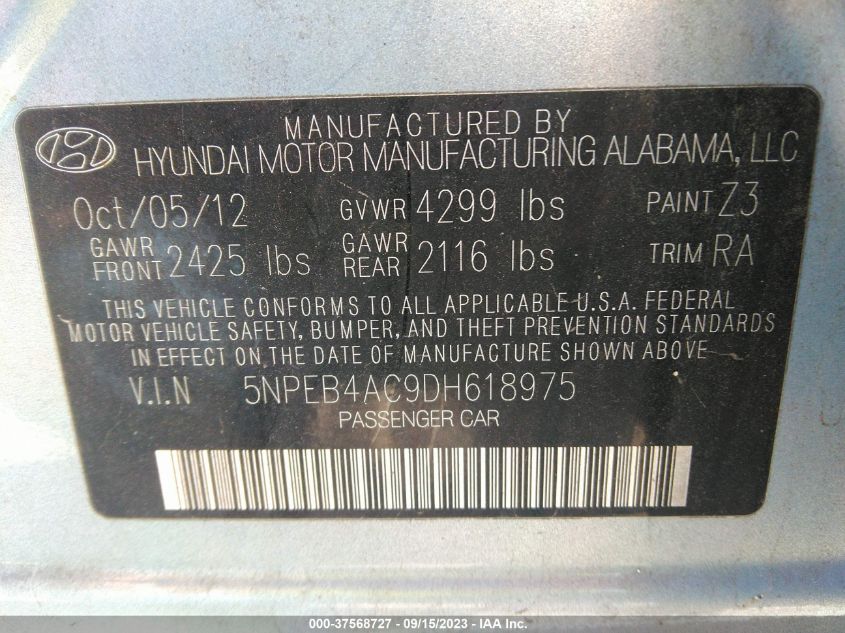 MANUFACTURED BY
HYUNDAI MOTOR MANUFACTURING ALABAMA, LLC
Oct/05/12 GVWR 4299 lbs PAINT Z3
GAWR FRONT 2425 lbs GAWR REAR 2116 lbs TRIM RA
THIS VEHICLE CONFORMS TO ALL APPLICABLE U.S.A. FEDERAL
MOTOR VEHICLE SAFETY, BUMPER, AND THEFT PREVENTION STANDARDS
IN EFFECT ON THE DATE OF MANUFACTURE SHOWN ABOVE
V.I.N 5NPEB4AC9DH618975
PASSENGER CAR
000-37568727 - 09/15/2023 - IAA Inc.